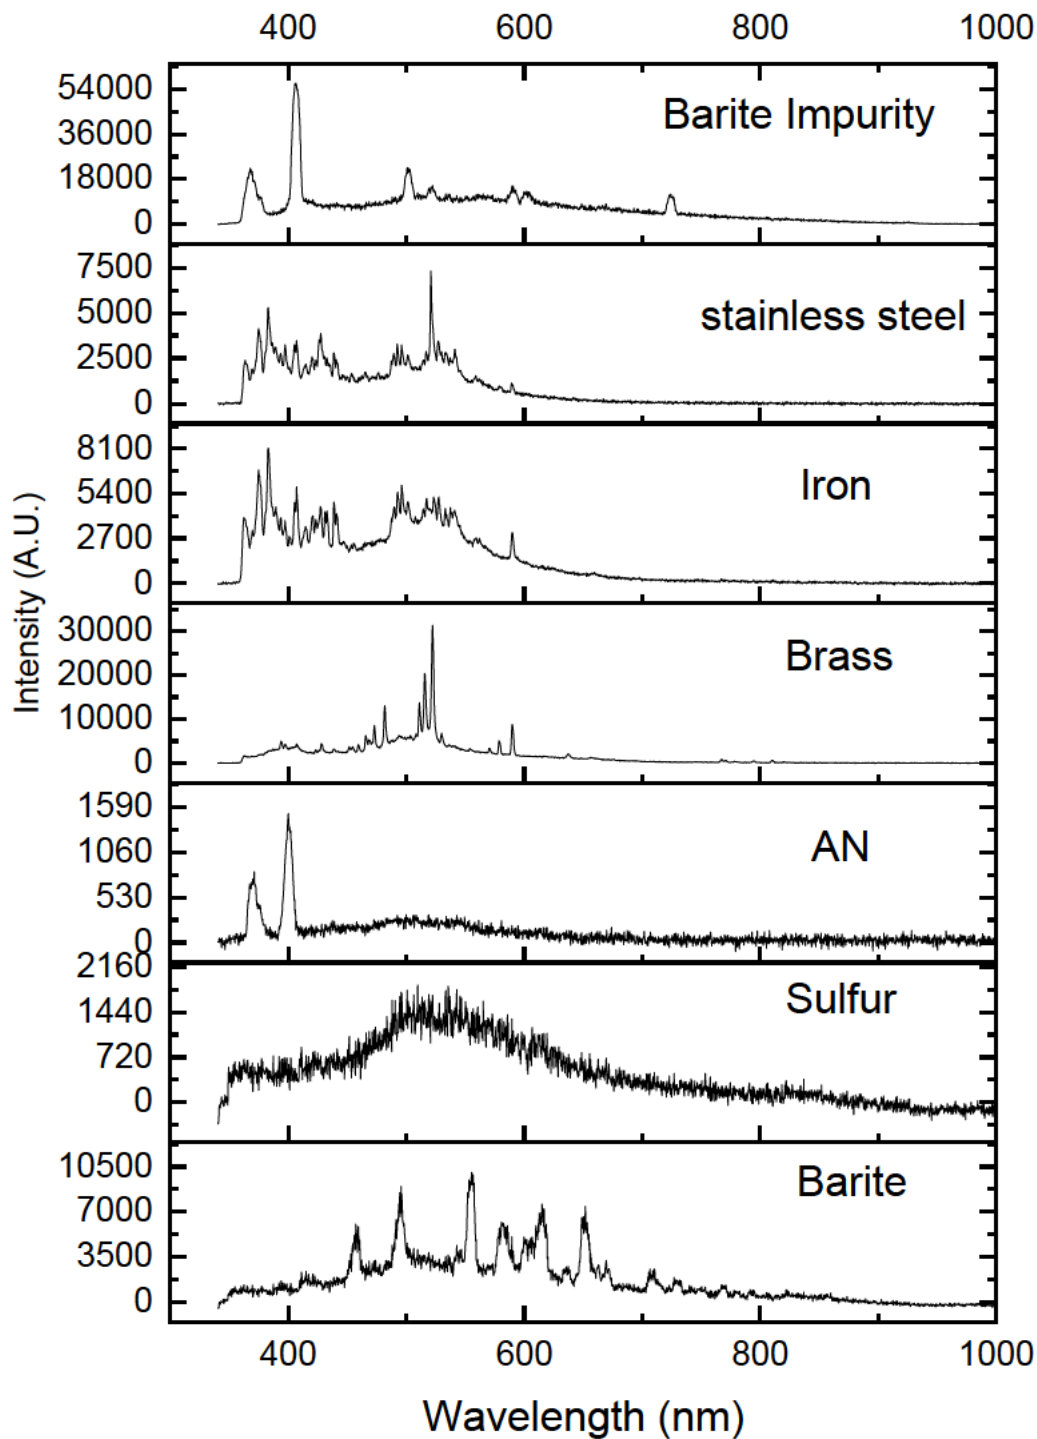 400 600 800 1000
54000
Barite Impurity
36000
18000
0
7500
5000
stainless steel
2500
0
8100
Iron
5400
2700
0
Intensity (A.U.)
30000
Brass
20000
10000
0
1590
AN
1060
530
0
2160
Sulfur
1440
720
0
10500
Barite
7000
3500
0
400 600 800 1000
Wavelength (nm)